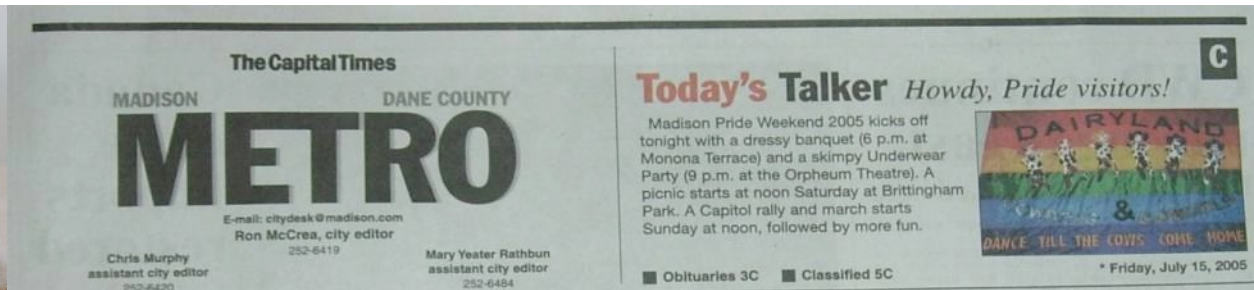 The Capital Times
MADISON DANE COUNTY
METRO
E-mail: citydesk@madison.com
Ron McCrea, city editor
252-6419
Chris Murphy
assistant city editor
252-6420
Mary Yeater Rathbun
assistant city editor
252-6484
C
Today's Talker Howdy, Pride visitors!
Madison Pride Weekend 2005 kicks off
tonight with a dressy banquet (6 p.m. at
Monona Terrace) and a skimpy Underwear
Party (9 p.m. at the Orpheum Theatre). A
picnic starts at noon Saturday at Brittingham
Park. A Capitol rally and march starts
Sunday at noon, followed by more fun.
Obituaries 3C Classified 5C
DAIRYLAND
&
DANCE TILL THE COWS COME HOME
* Friday, July 15, 2005